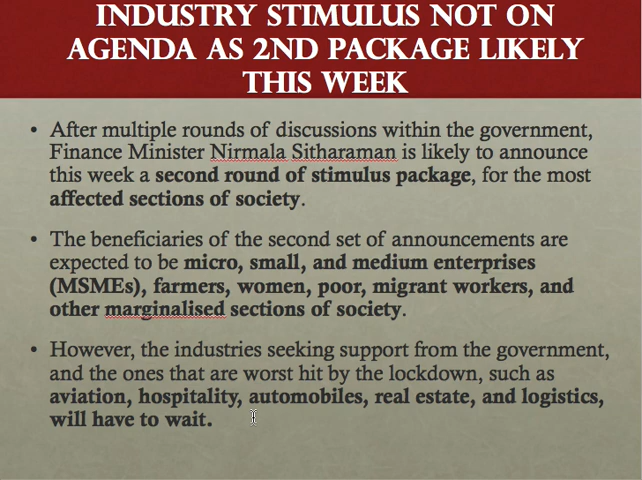 INDUSTRY STIMULUS NOT ON
AGENDA AS 2ND PACKAGE LIKELY
THIS WEEK
• After multiple rounds of discussions within the government,
Finance Minister Nirmala Sitharaman is likely to announce
this week a second round of stimulus package, for the most
affected sections of society.
• The beneficiaries of the second set of announcements are
expected to be micro, small, and medium enterprises
(MSMEs), farmers, women, poor, migrant workers, and
other marginalised sections of society.
• However, the industries seeking support from the government,
and the ones that are worst hit by the lockdown, such as
aviation, hospitality, automobiles, real estate, and logistics,
will have to wait.